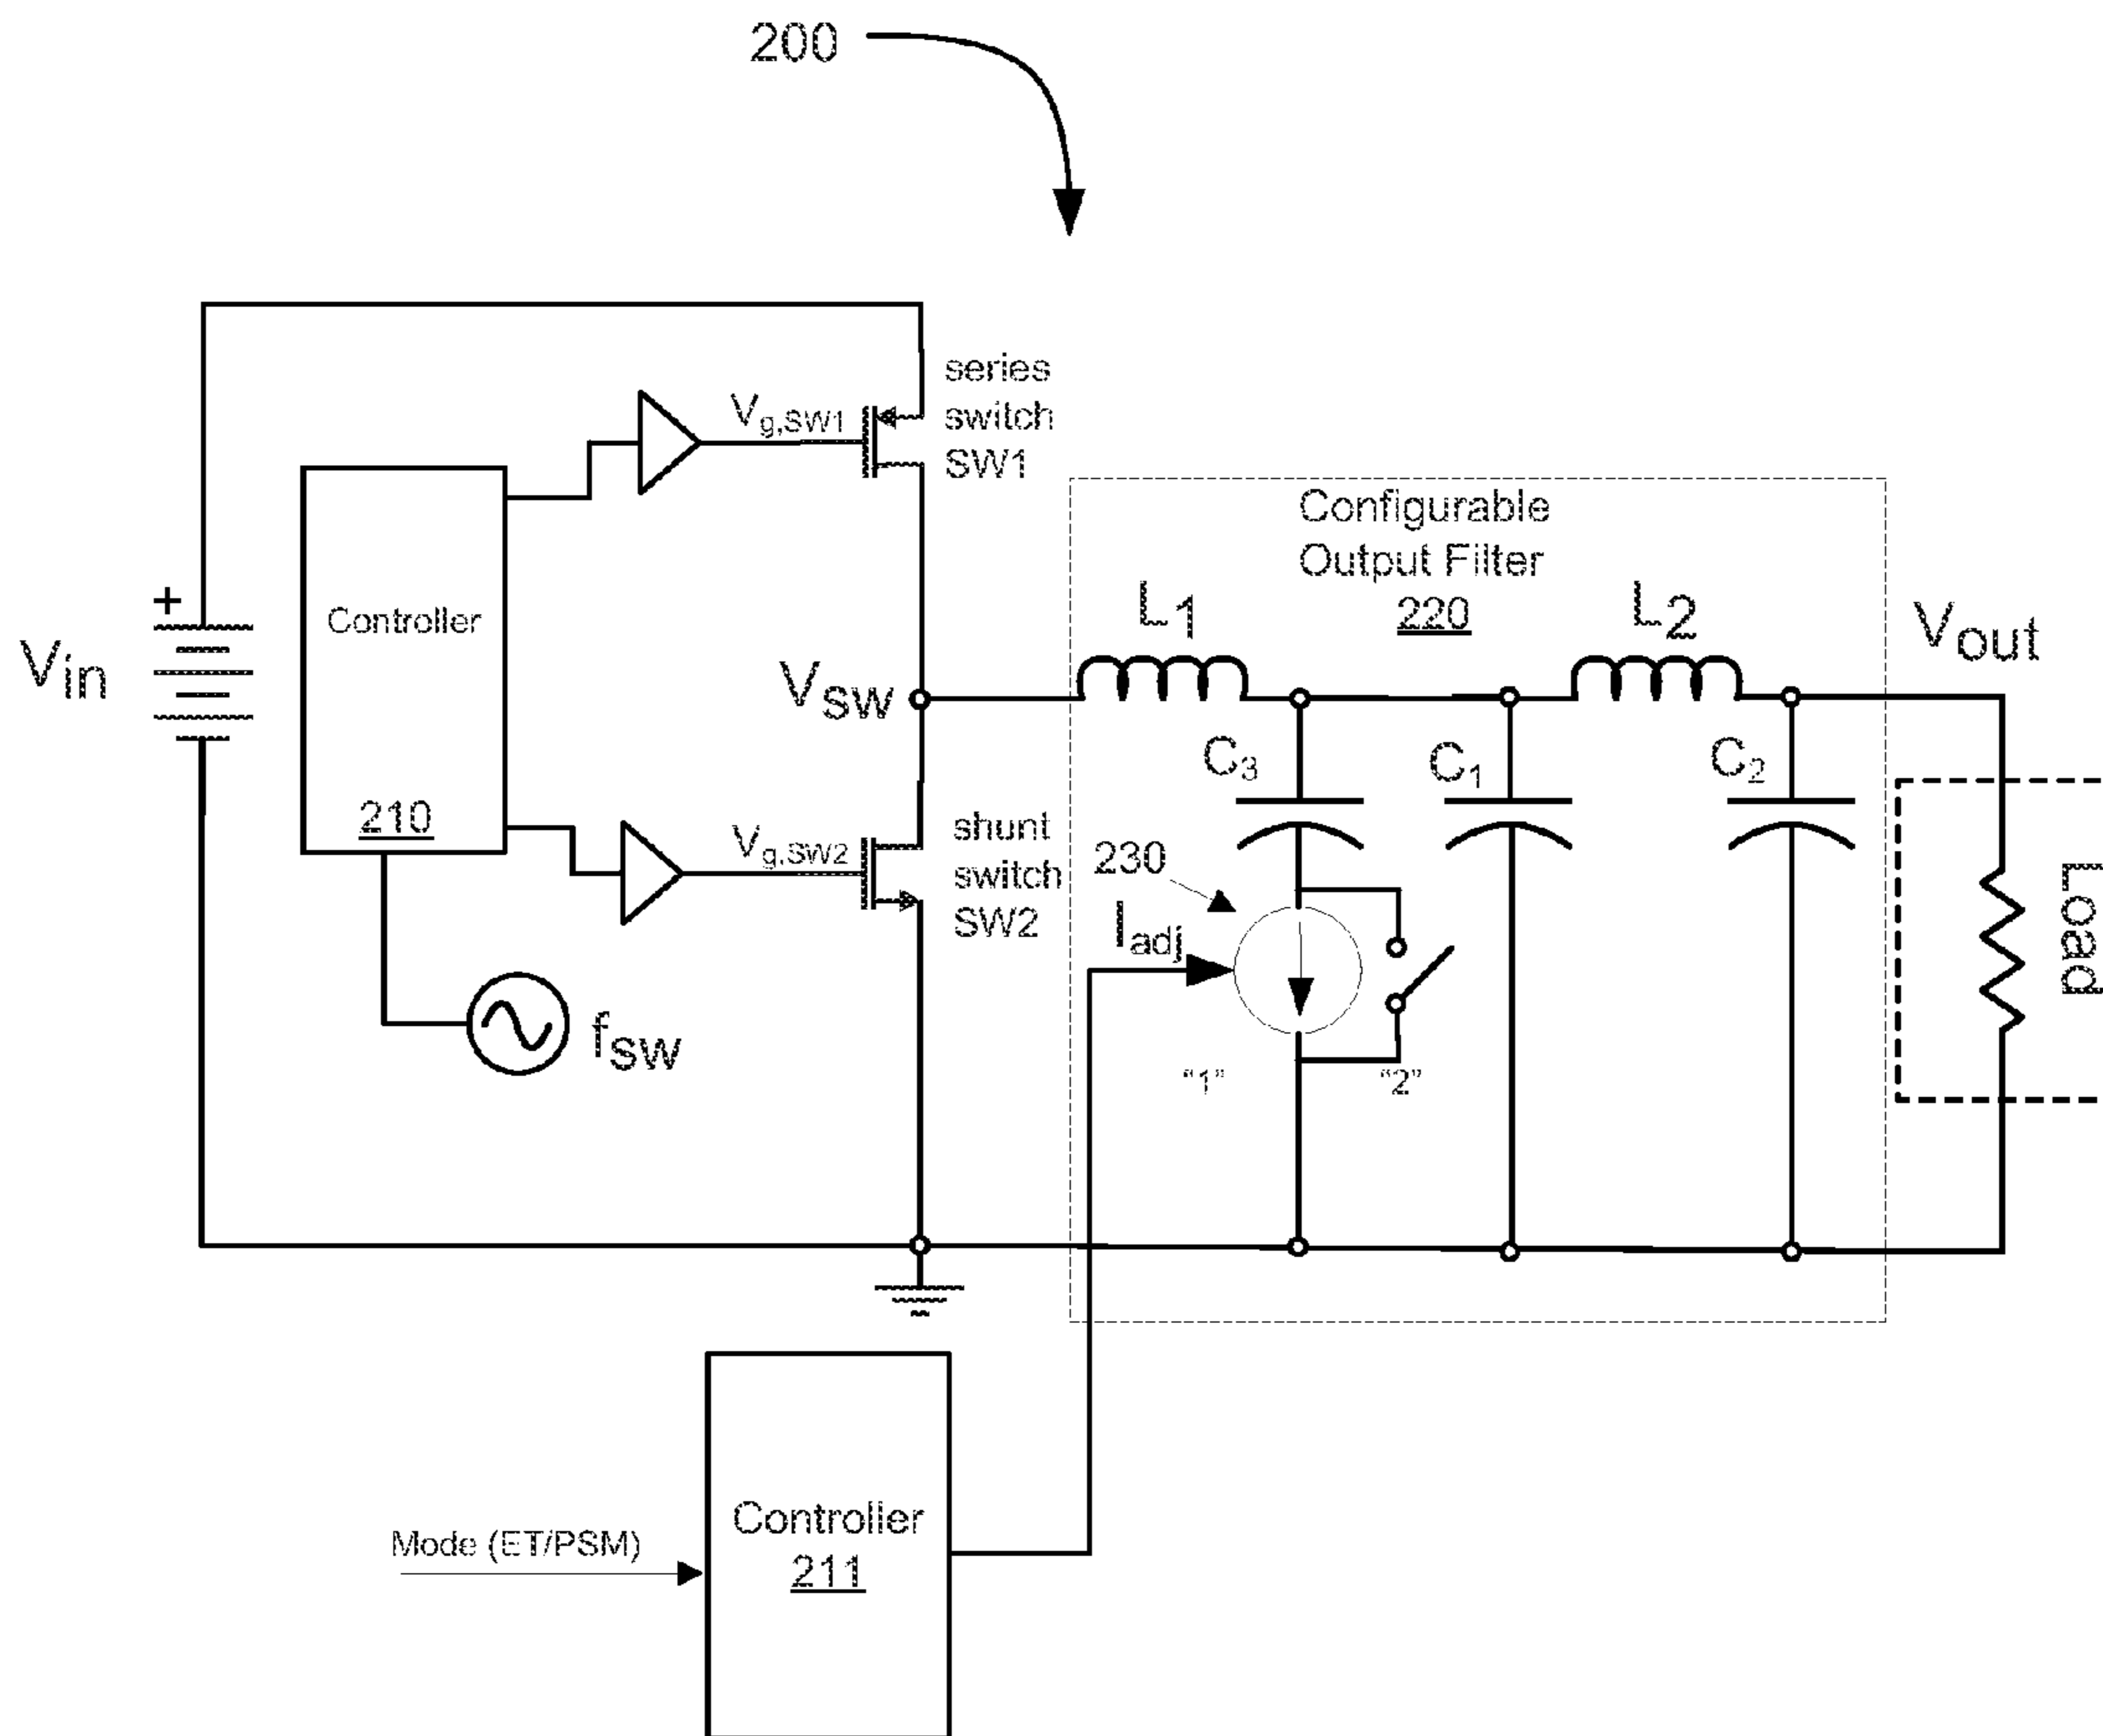 200
series
switch
SW1
Vg,SW1
Controller
210
Vg,SW2
shunt
switch
SW2
+
Vin
VSW
fSW
Configurable
Output Filter
220
L1
L2
Vout
C3
C1
C2
230
Iadj
"1"
"2"
Load
Mode (ET/PSM)
Controller
211